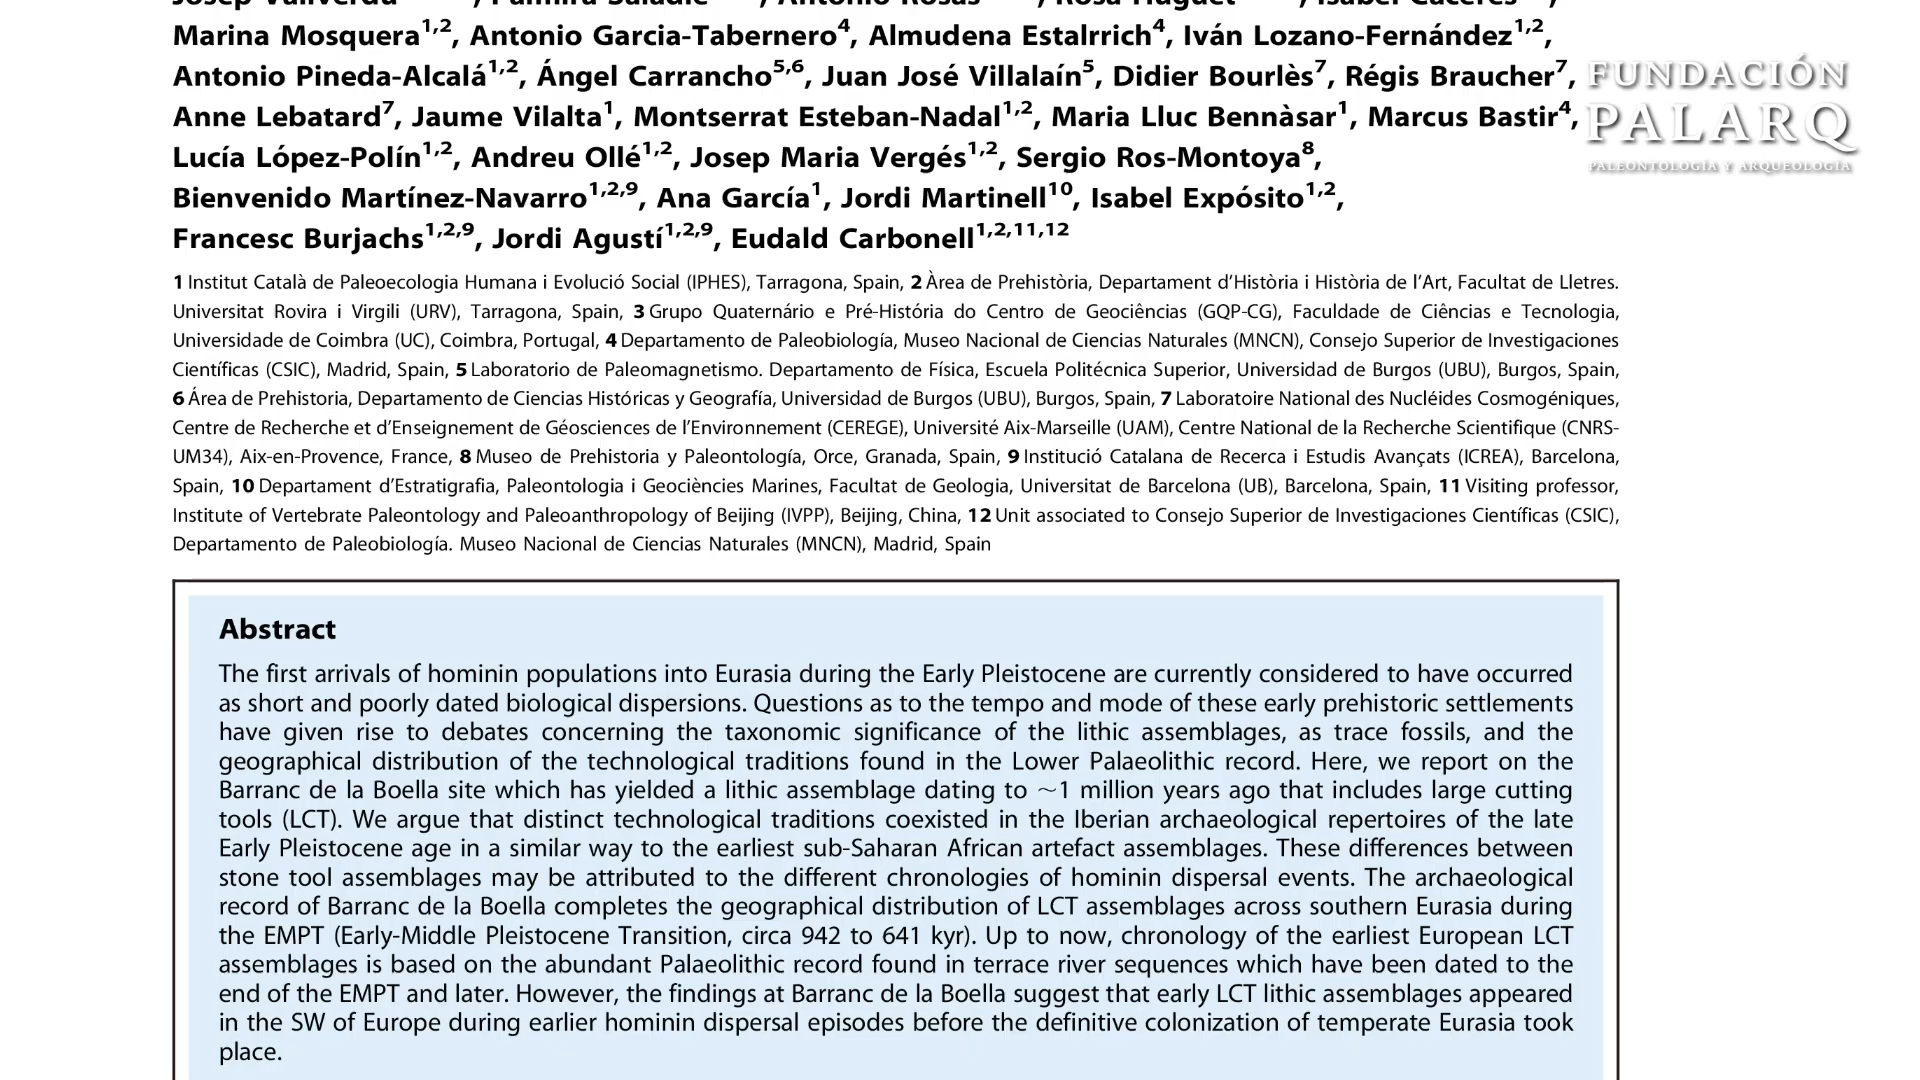 Marina Mosquera1,2, Antonio Garcia-Tabernero4, Almudena Estalrrich4, Iván Lozano-Fernández1,2,
Antonio Pineda-Alcalá1,2, Ángel Carrancho5,6, Juan José Villalaín5, Didier Bourlès7, Régis Braucher7,
Anne Lebatard7, Jaume Vilalta1, Montserrat Esteban-Nadal1,2, Maria Lluc Bennàsar1, Marcus Bastir4,
Lucía López-Polín1,2, Andreu Ollé1,2, Josep Maria Vergés1,2, Sergio Ros-Montoya8,
Bienvenido Martínez-Navarro1,2,9, Ana García1, Jordi Martinell10, Isabel Expósito1,2,
Francesc Burjachs1,2,9, Jordi Agustí1,2,9, Eudald Carbonell1,2,11,12
FUNDACIÓN
PALARQ
PALEONTOLOGÍA Y ARQUEOLOGÍA
1 Institut Català de Paleoecologia Humana i Evolució Social (IPHES), Tarragona, Spain, 2 Àrea de Prehistòria, Departament d'Història i Història de l'Art, Facultat de Lletres.
Universitat Rovira i Virgili (URV), Tarragona, Spain, 3 Grupo Quaternário e Pré-História do Centro de Geociências (GQP-CG), Faculdade de Ciências e Tecnologia,
Universidade de Coimbra (UC), Coimbra, Portugal, 4 Departamento de Paleobiología, Museo Nacional de Ciencias Naturales (MNCN), Consejo Superior de Investigaciones
Científicas (CSIC), Madrid, Spain, 5 Laboratorio de Paleomagnetismo. Departamento de Física, Escuela Politécnica Superior, Universidad de Burgos (UBU), Burgos, Spain,
6 Área de Prehistoria, Departamento de Ciencias Históricas y Geografía, Universidad de Burgos (UBU), Burgos, Spain, 7 Laboratoire National des Nucléides Cosmogéniques,
Centre de Recherche et d'Enseignement de Géosciences de l'Environnement (CEREGE), Université Aix-Marseille (UAM), Centre National de la Recherche Scientifique (CNRS-
UM34), Aix-en-Provence, France, 8 Museo de Prehistoria y Paleontología, Orce, Granada, Spain, 9 Institució Catalana de Recerca i Estudis Avançats (ICREA), Barcelona,
Spain, 10 Departament d'Estratigrafia, Paleontologia i Geociències Marines, Facultat de Geologia, Universitat de Barcelona (UB), Barcelona, Spain, 11 Visiting professor,
Institute of Vertebrate Paleontology and Paleoanthropology of Beijing (IVPP), Beijing, China, 12 Unit associated to Consejo Superior de Investigaciones Científicas (CSIC),
Departamento de Paleobiología. Museo Nacional de Ciencias Naturales (MNCN), Madrid, Spain
Abstract
The first arrivals of hominin populations into Eurasia during the Early Pleistocene are currently considered to have occurred
as short and poorly dated biological dispersions. Questions as to the tempo and mode of these early prehistoric settlements
have given rise to debates concerning the taxonomic significance of the lithic assemblages, as trace fossils, and the
geographical distribution of the technological traditions found in the Lower Palaeolithic record. Here, we report on the
Barranc de la Boella site which has yielded a lithic assemblage dating to ~1 million years ago that includes large cutting
tools (LCT). We argue that distinct technological traditions coexisted in the Iberian archaeological repertoires of the late
Early Pleistocene age in a similar way to the earliest sub-Saharan African artefact assemblages. These differences between
stone tool assemblages may be attributed to the different chronologies of hominin dispersal events. The archaeological
record of Barranc de la Boella completes the geographical distribution of LCT assemblages across southern Eurasia during
the EMPT (Early-Middle Pleistocene Transition, circa 942 to 641 kyr). Up to now, chronology of the earliest European LCT
assemblages is based on the abundant Palaeolithic record found in terrace river sequences which have been dated to the
end of the EMPT and later. However, the findings at Barranc de la Boella suggest that early LCT lithic assemblages appeared
in the SW of Europe during earlier hominin dispersal episodes before the definitive colonization of temperate Eurasia took
place.